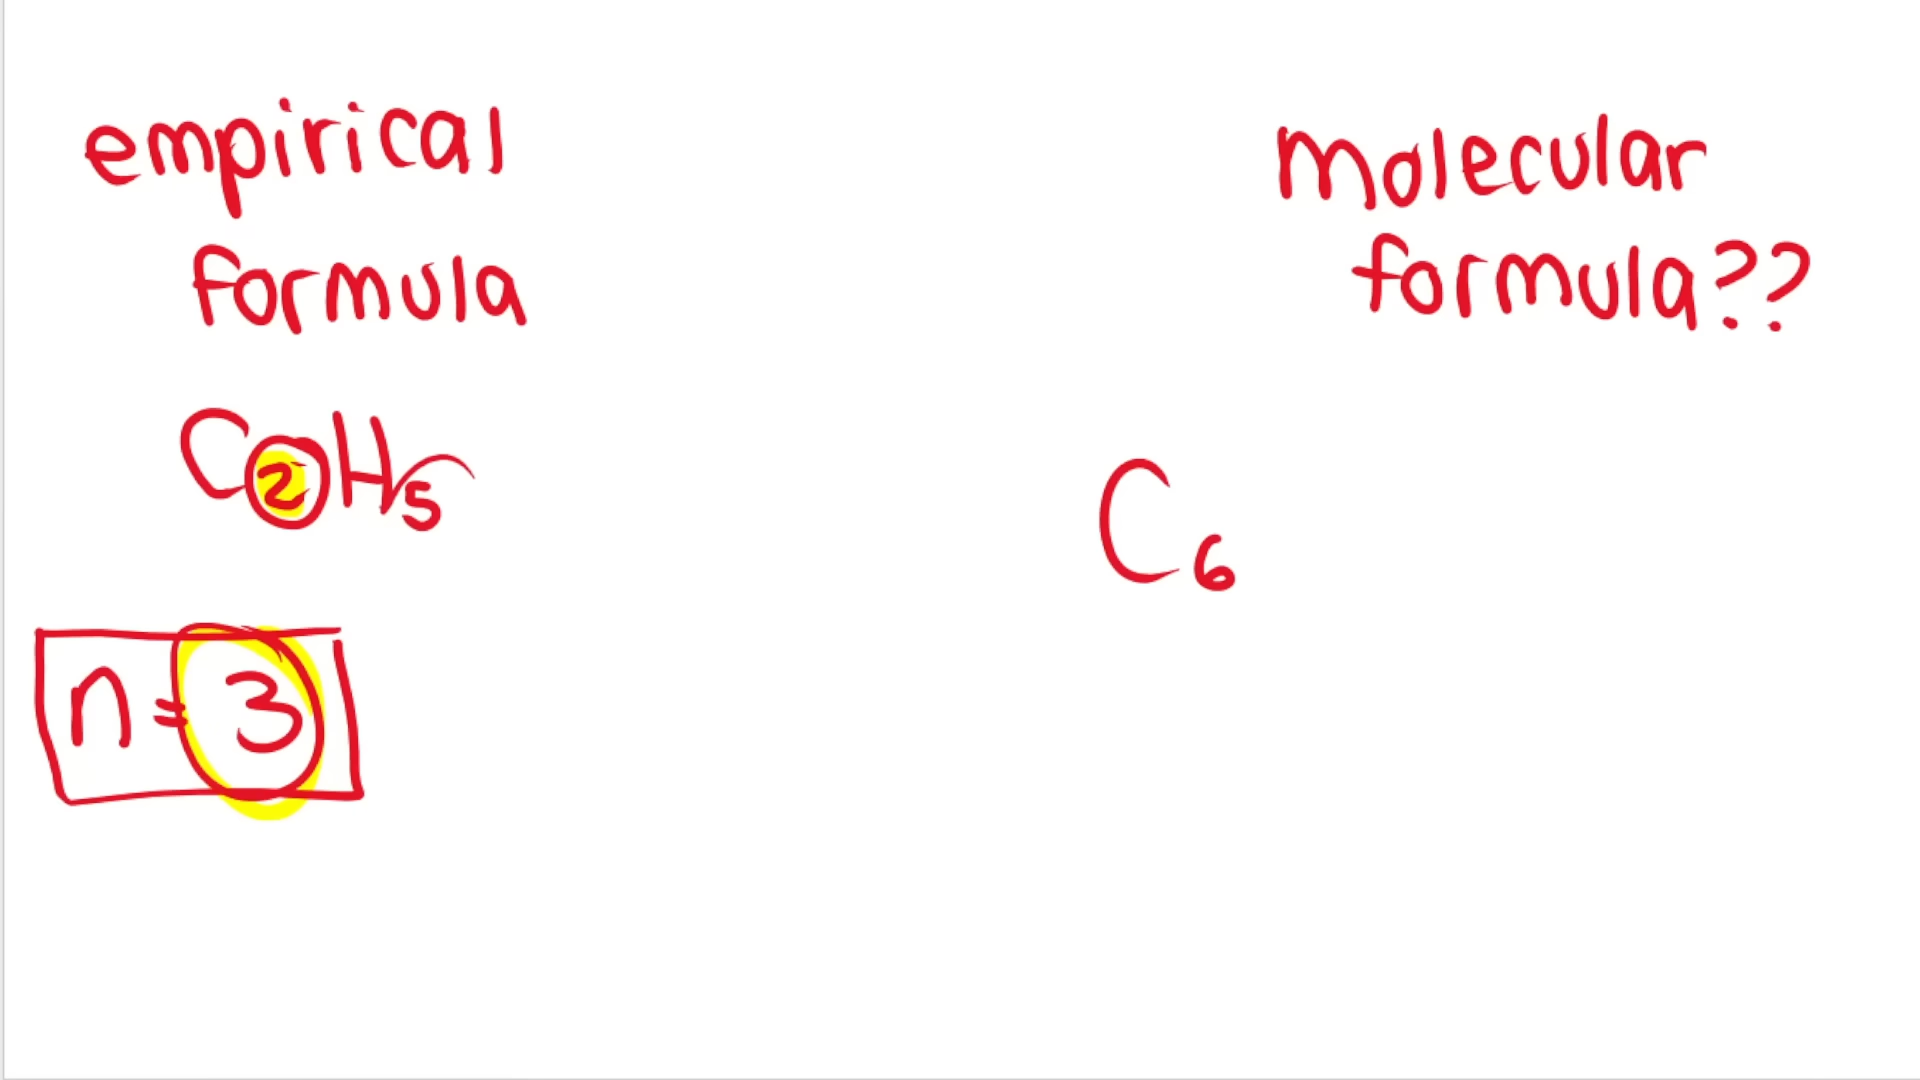 empirical
formula
C2H5
n=3
molecular
formula??
C6